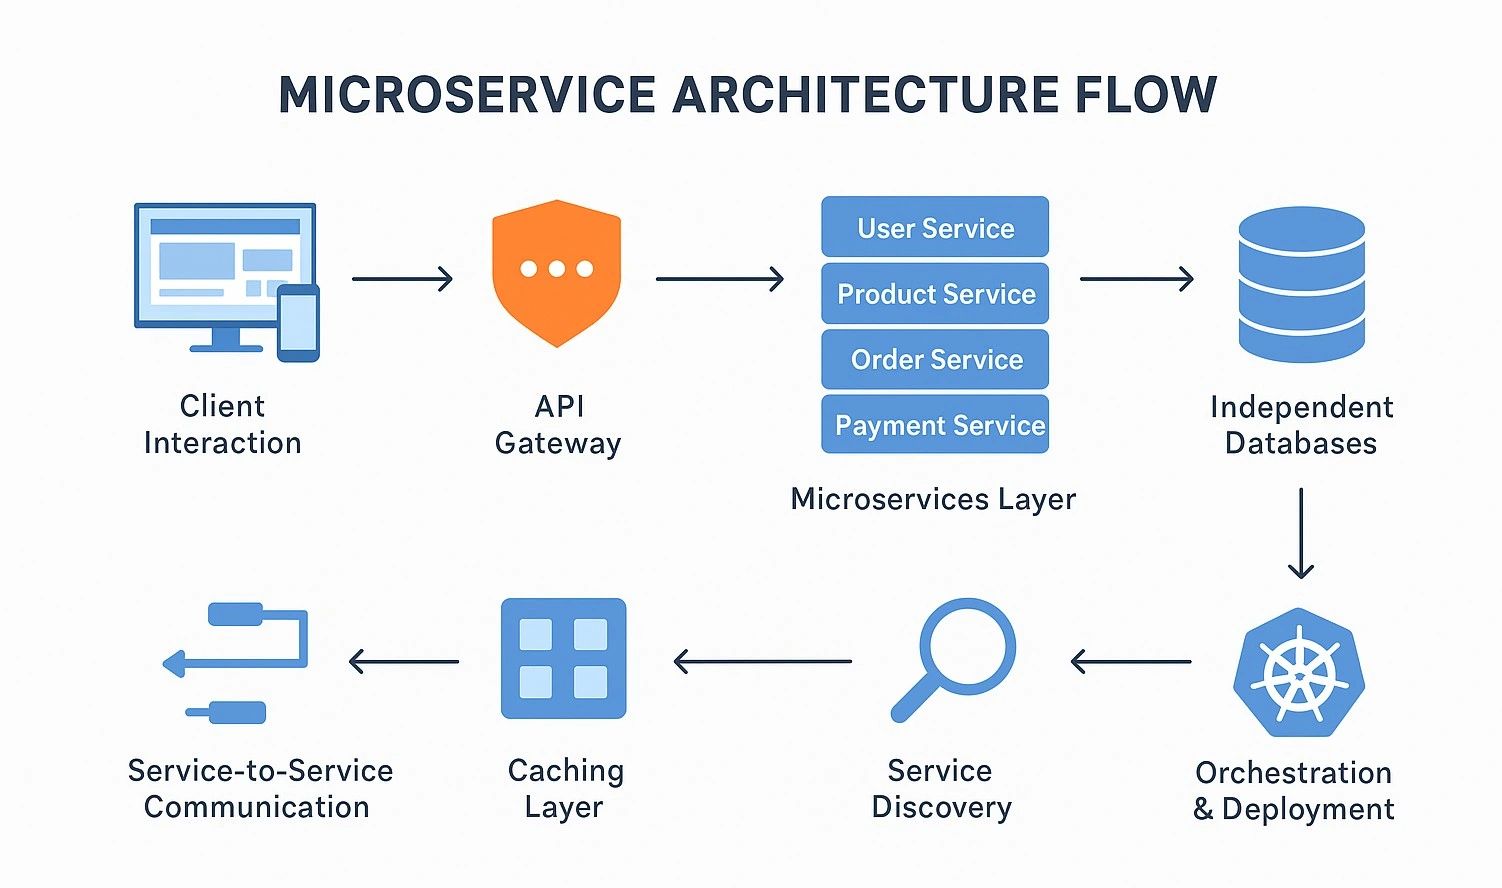 MICROSERVICE ARCHITECTURE FLOW
Client
Interaction
API
Gateway
User Service
Product Service
Order Service
Payment Service
Microservices Layer
Independent
Databases
Service-to-Service
Communication
Caching
Layer
Service
Discovery
Orchestration
& Deployment